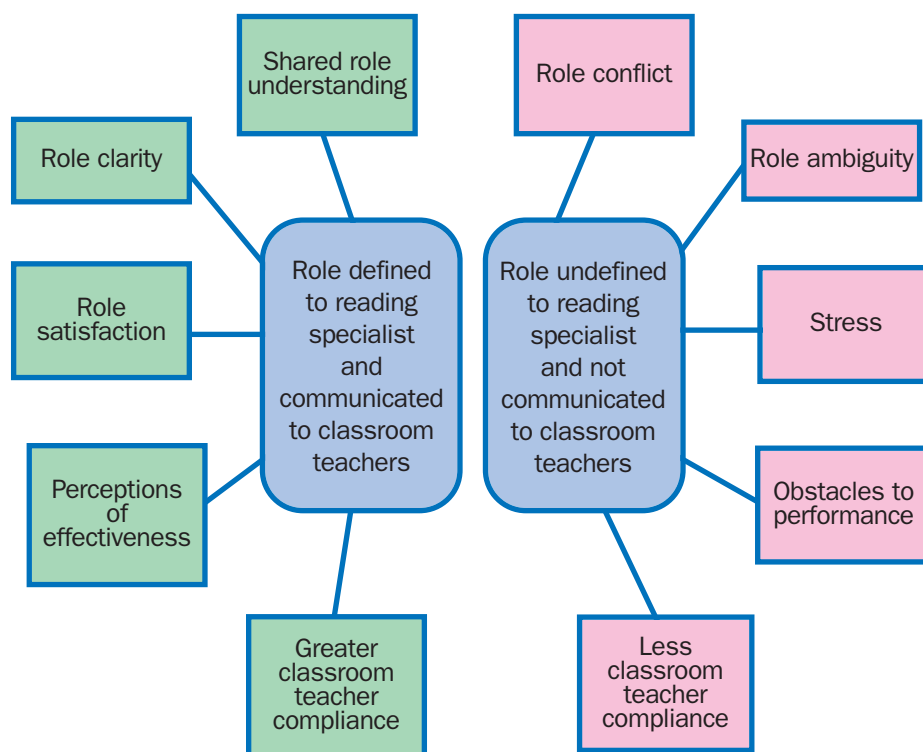 Shared role
understanding
Role clarity
Role
satisfaction
Perceptions
of
effectiveness
Greater
classroom
teacher
compliance
Role defined
to reading
specialist
and
communicated
to classroom
teachers
Role conflict
Role ambiguity
Stress
Obstacles to
performance
Less
classroom
teacher
compliance
Role undefined
to reading
specialist
and not
communicated
to classroom
teachers